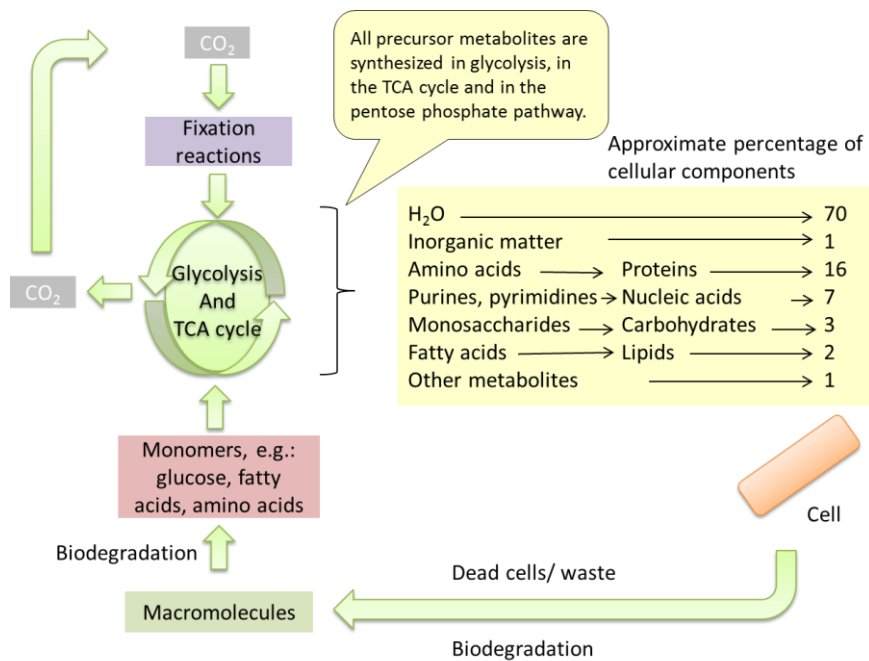 CO₂
All precursor metabolites are
synthesized in glycolysis, in
the TCA cycle and in the
pentose phosphate pathway.
Fixation
reactions
Approximate percentage of
cellular components
H₂O 70
Inorganic matter 1
Amino acids Proteins 16
Purines, pyrimidines Nucleic acids 7
Monosaccharides Carbohydrates 3
Fatty acids Lipids 2
Other metabolites 1
Glycolysis
And
TCA cycle
CO₂
Monomers, e.g.:
glucose, fatty
acids, amino acids
Cell
Biodegradation
Dead cells/ waste
Macromolecules
Biodegradation